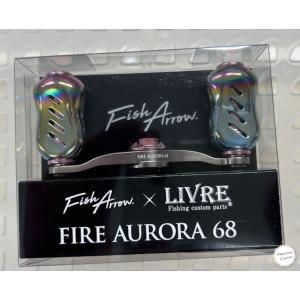 Fish Arrow.
FIRE AURORA 68
Fish Arrow. × LIVRE®
Fishing custom parts
FIRE AURORA 68